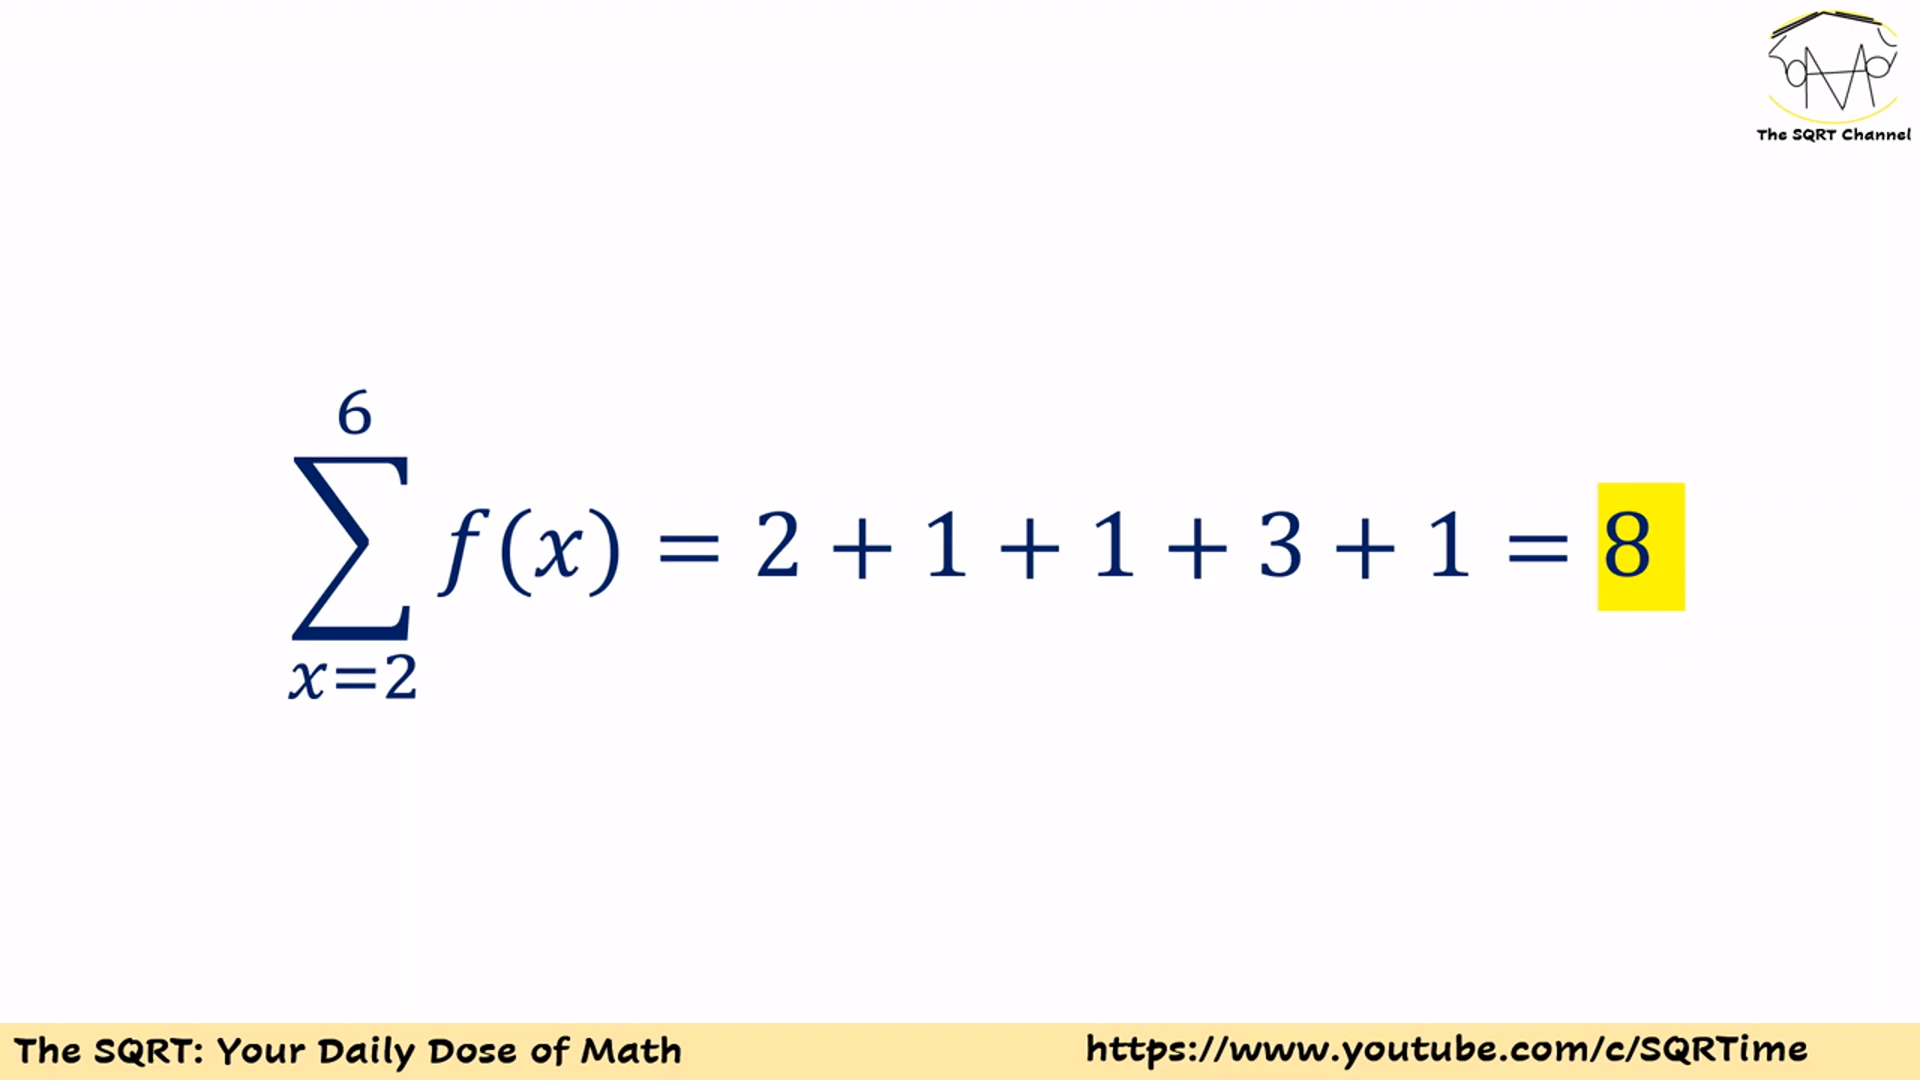 The SQRT Channel
6
∑ f(x) = 2 + 1 + 1 + 3 + 1 = 8
x=2
The SQRT: Your Daily Dose of Math
https://www.youtube.com/c/SQRTime